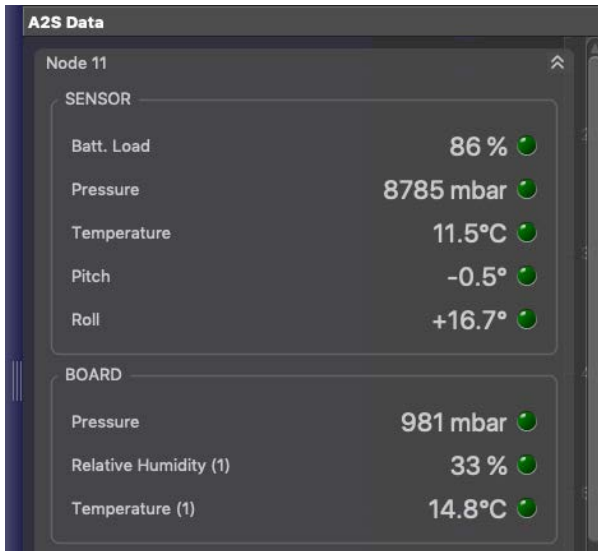 A2S Data
Node 11
SENSOR
Batt. Load 86 %
Pressure 8785 mbar
Temperature 11.5°C
Pitch -0.5°
Roll +16.7°
BOARD
Pressure 981 mbar
Relative Humidity (1) 33 %
Temperature (1) 14.8°C